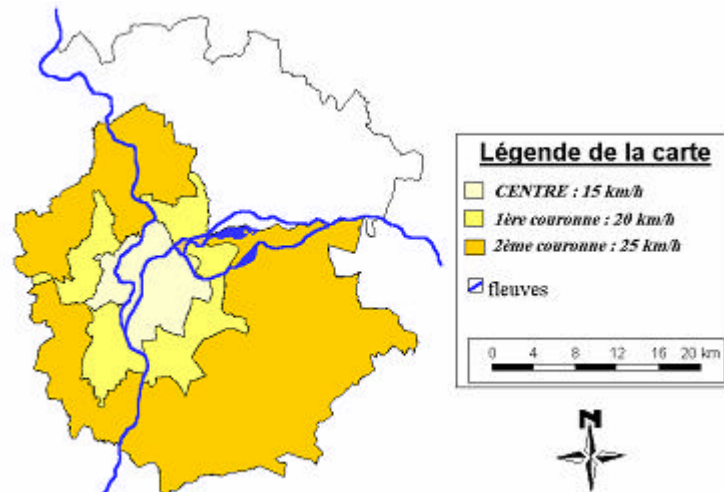 Légende de la carte
CENTRE : 15 km/h
1ère couronne : 20 km/h
2ème couronne : 25 km/h
fleuves
0 4 8 12 16 20 km
N